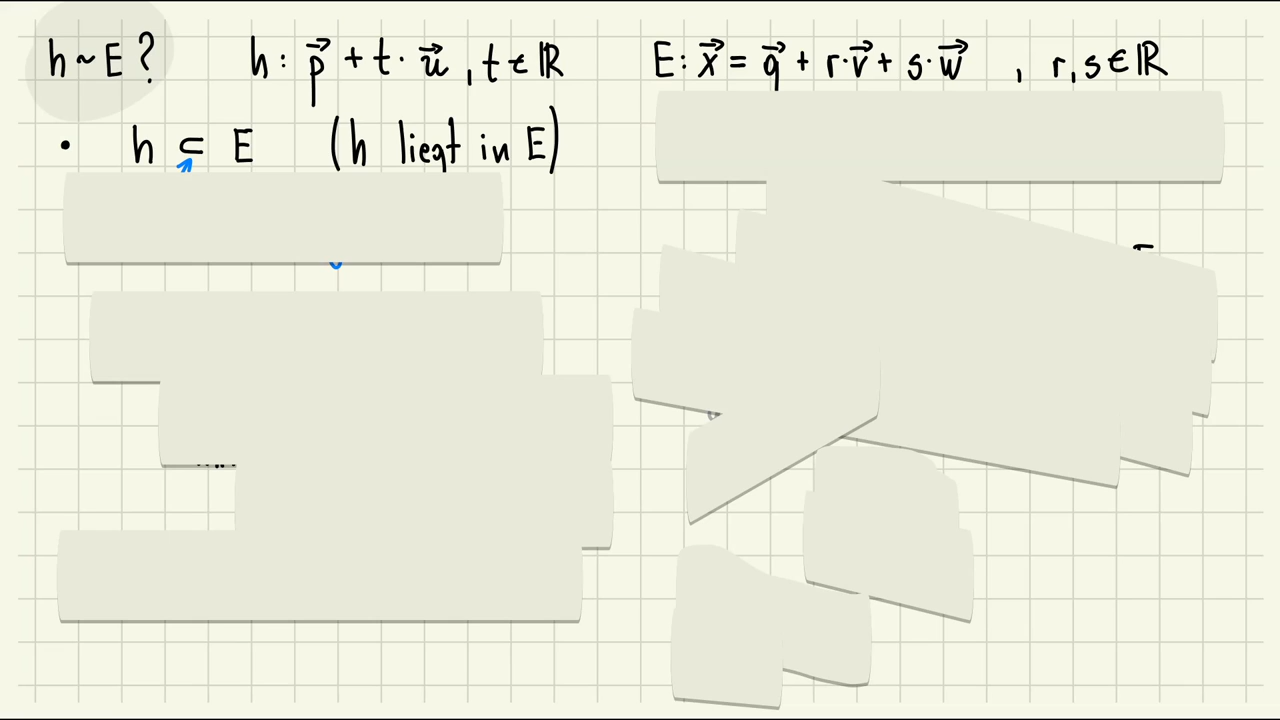 h ~ E ? h : p⃗ + t · u⃗ , t ∈ ℝ E : x⃗ = q⃗ + r · v⃗ + s · w⃗ , r, s ∈ ℝ
• h ⊂ E (h liegt in E)